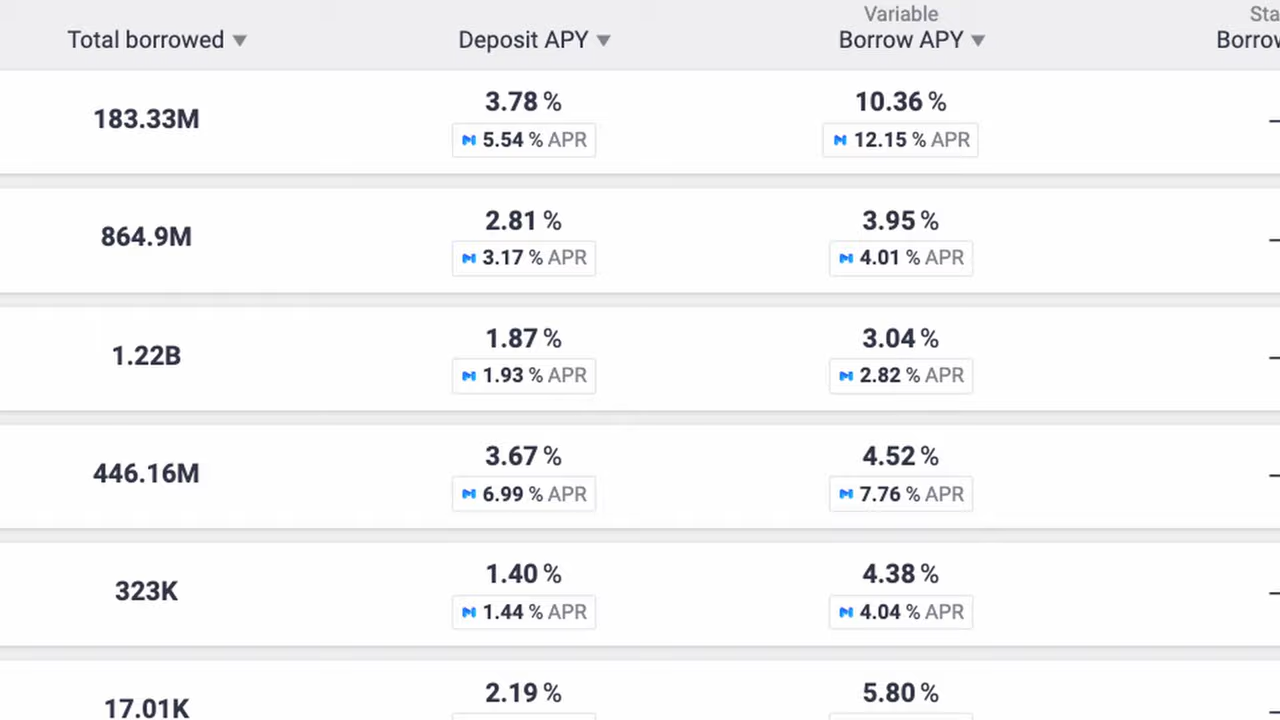 Variable
Sta
Total borrowed ▼ Deposit APY ▼ Borrow APY ▼ Borrow
183.33M 3.78 % 10.36 % –
5.54 % APR 12.15 % APR
864.9M 2.81 % 3.95 % –
3.17 % APR 4.01 % APR
1.22B 1.87 % 3.04 % –
1.93 % APR 2.82 % APR
446.16M 3.67 % 4.52 % –
6.99 % APR 7.76 % APR
323K 1.40 % 4.38 % –
1.44 % APR 4.04 % APR
17.01K 2.19 % 5.80 % –